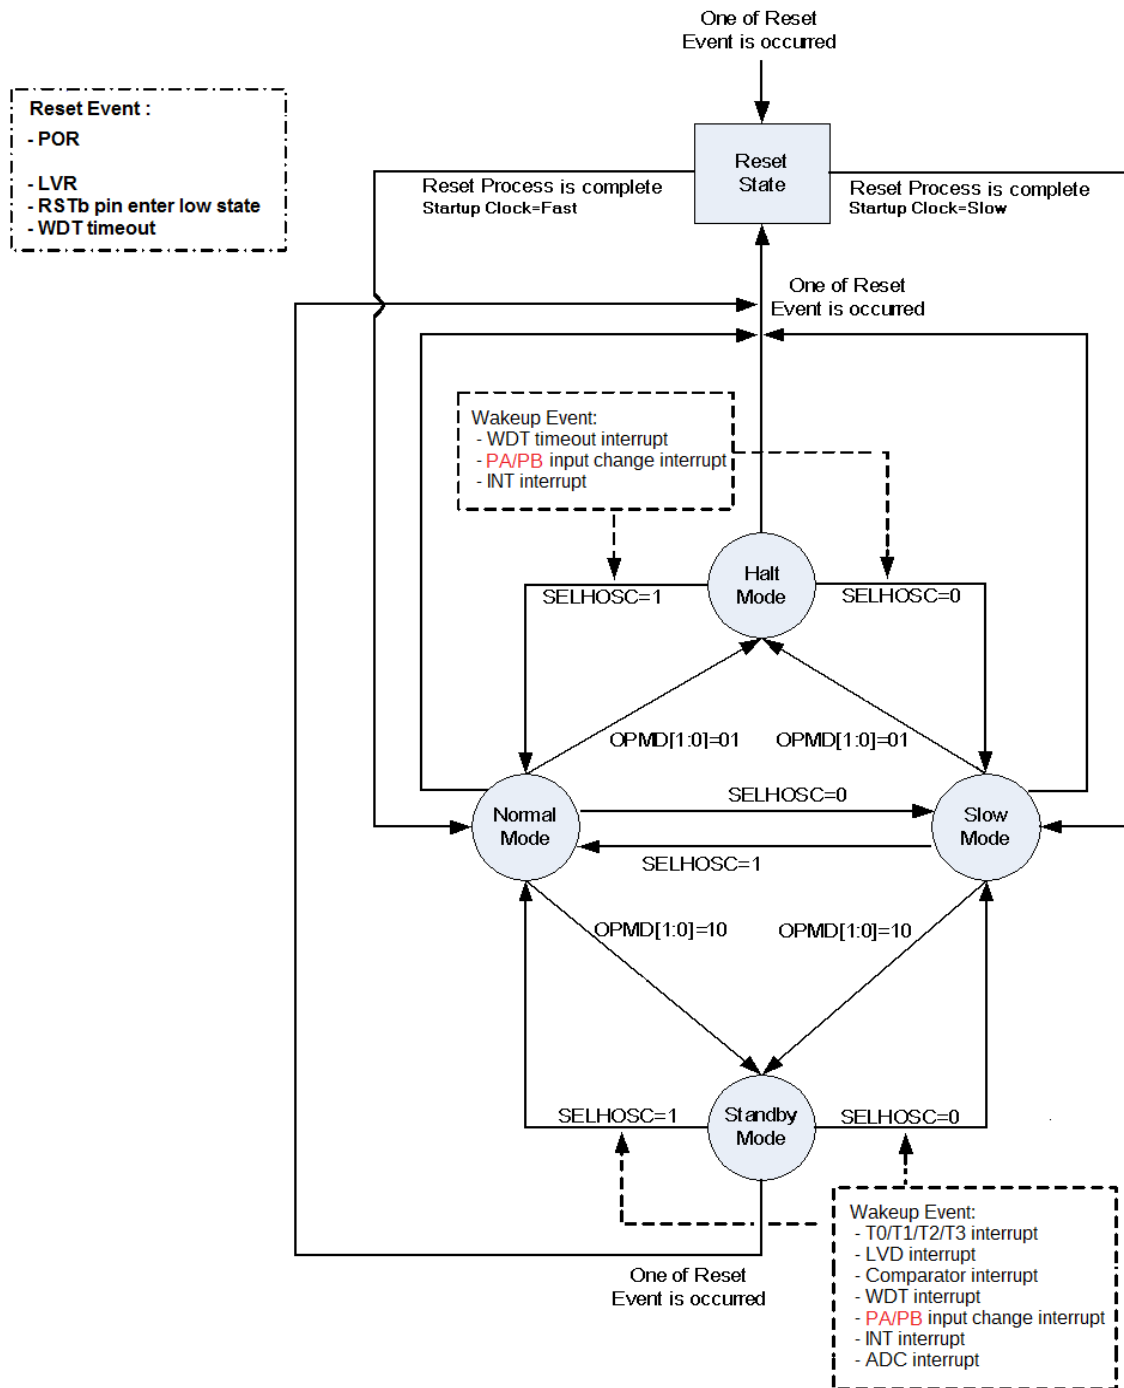 One of Reset
Event is occurred
Reset Event :
- POR
- LVR
- RSTb pin enter low state
- WDT timeout
Reset
State
Reset Process is complete
Startup Clock=Fast
Reset Process is complete
Startup Clock=Slow
One of Reset
Event is occurred
Wakeup Event:
- WDT timeout interrupt
- PA/PB input change interrupt
- INT interrupt
Halt
Mode
SELHOSC=1
SELHOSC=0
OPMD[1:0]=01
OPMD[1:0]=01
SELHOSC=0
Normal
Mode
Slow
Mode
SELHOSC=1
OPMD[1:0]=10
OPMD[1:0]=10
Standby
Mode
SELHOSC=1
SELHOSC=0
Wakeup Event:
- T0/T1/T2/T3 interrupt
- LVD interrupt
- Comparator interrupt
- WDT interrupt
- PA/PB input change interrupt
- INT interrupt
- ADC interrupt
One of Reset
Event is occurred